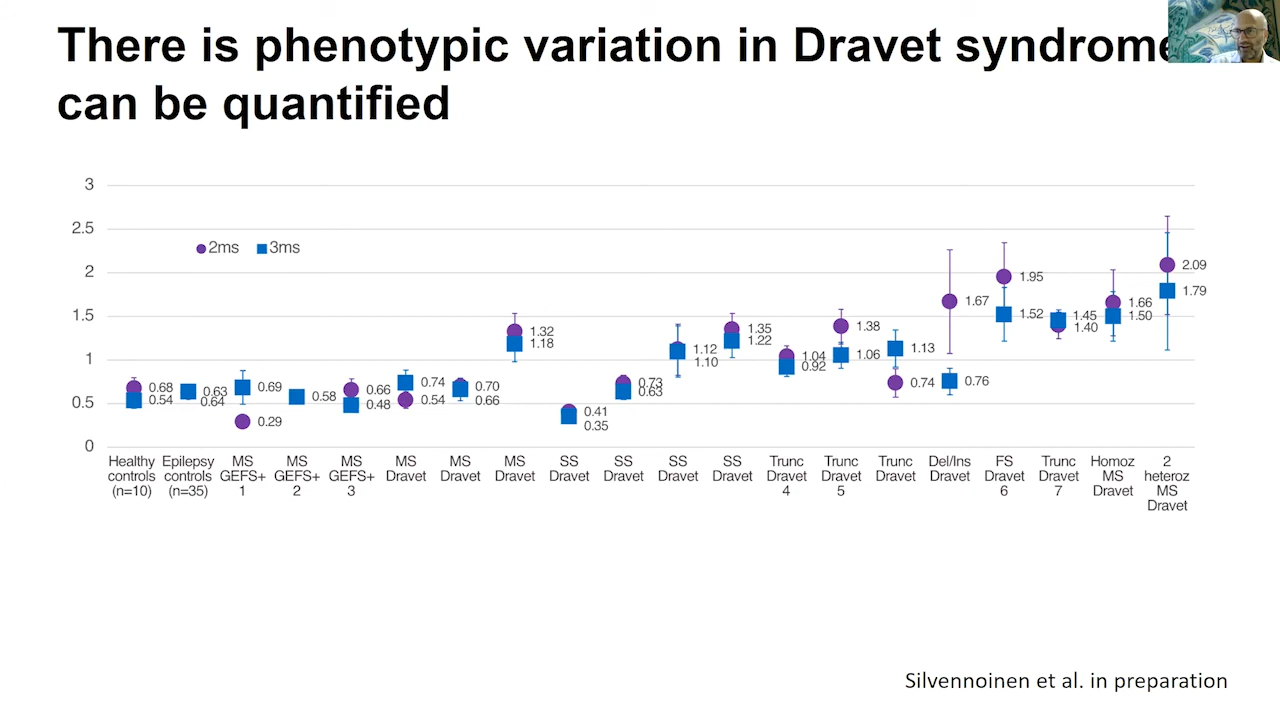 There is phenotypic variation in Dravet syndrome
can be quantified
3
2.5
2
1.5
1
0.5
0
2ms
3ms
0.68
0.54
0.63
0.64
0.69
0.29
0.58
0.66
0.48
0.74
0.54
0.70
0.66
1.32
1.18
0.41
0.35
0.73
0.63
1.12
1.10
1.35
1.22
1.04
0.92
1.38
1.06
1.13
0.74
1.67
0.76
1.95
1.52
1.45
1.40
1.66
1.50
2.09
1.79
Healthy
controls
(n=10)
Epilepsy
controls
(n=35)
MS
GEFS+
1
MS
GEFS+
2
MS
GEFS+
3
MS
Dravet
MS
Dravet
MS
Dravet
SS
Dravet
SS
Dravet
SS
Dravet
SS
Dravet
Trunc
Dravet
4
Trunc
Dravet
5
Trunc
Dravet
Del/Ins
Dravet
FS
Dravet
6
Trunc
Dravet
7
Homoz
MS
Dravet
2
heteroz
MS
Dravet
Silvennoinen et al. in preparation